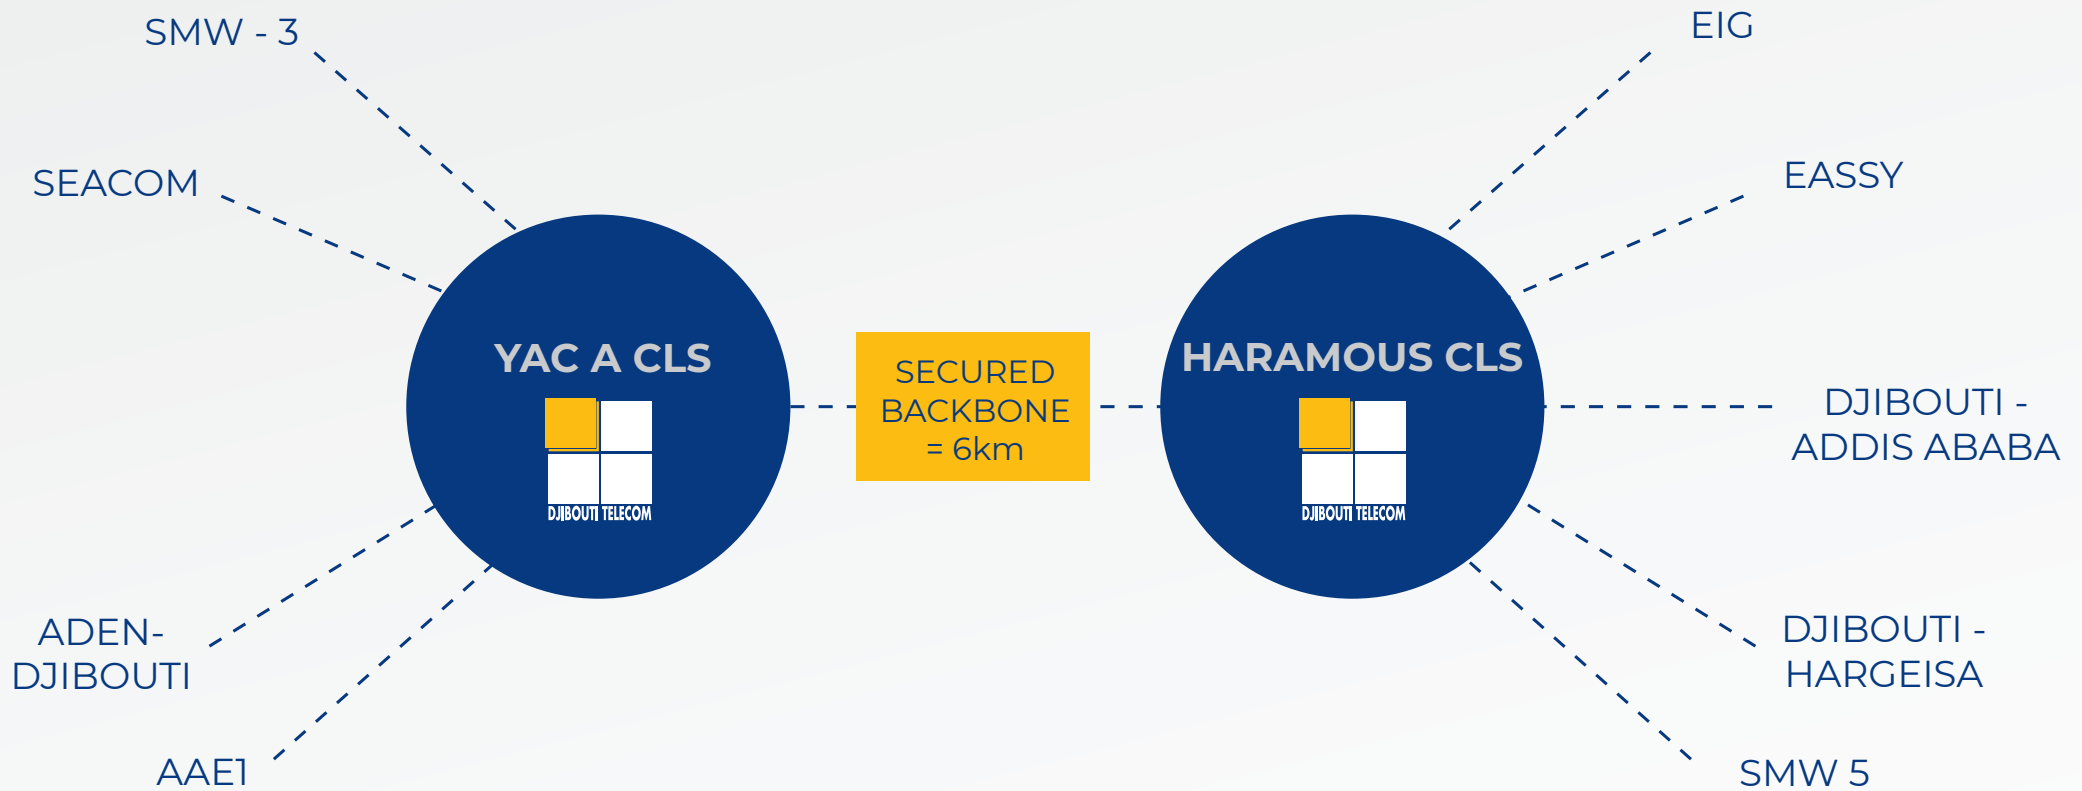 SMW - 3
SEACOM
YAC A CLS
DJIBOUTI TELECOM
ADEN-
DJIBOUTI
AAE1
SECURED
BACKBONE
= 6km
EIG
EASSY
HARAMOUS CLS
DJIBOUTI TELECOM
DJIBOUTI -
ADDIS ABABA
DJIBOUTI -
HARGEISA
SMW 5